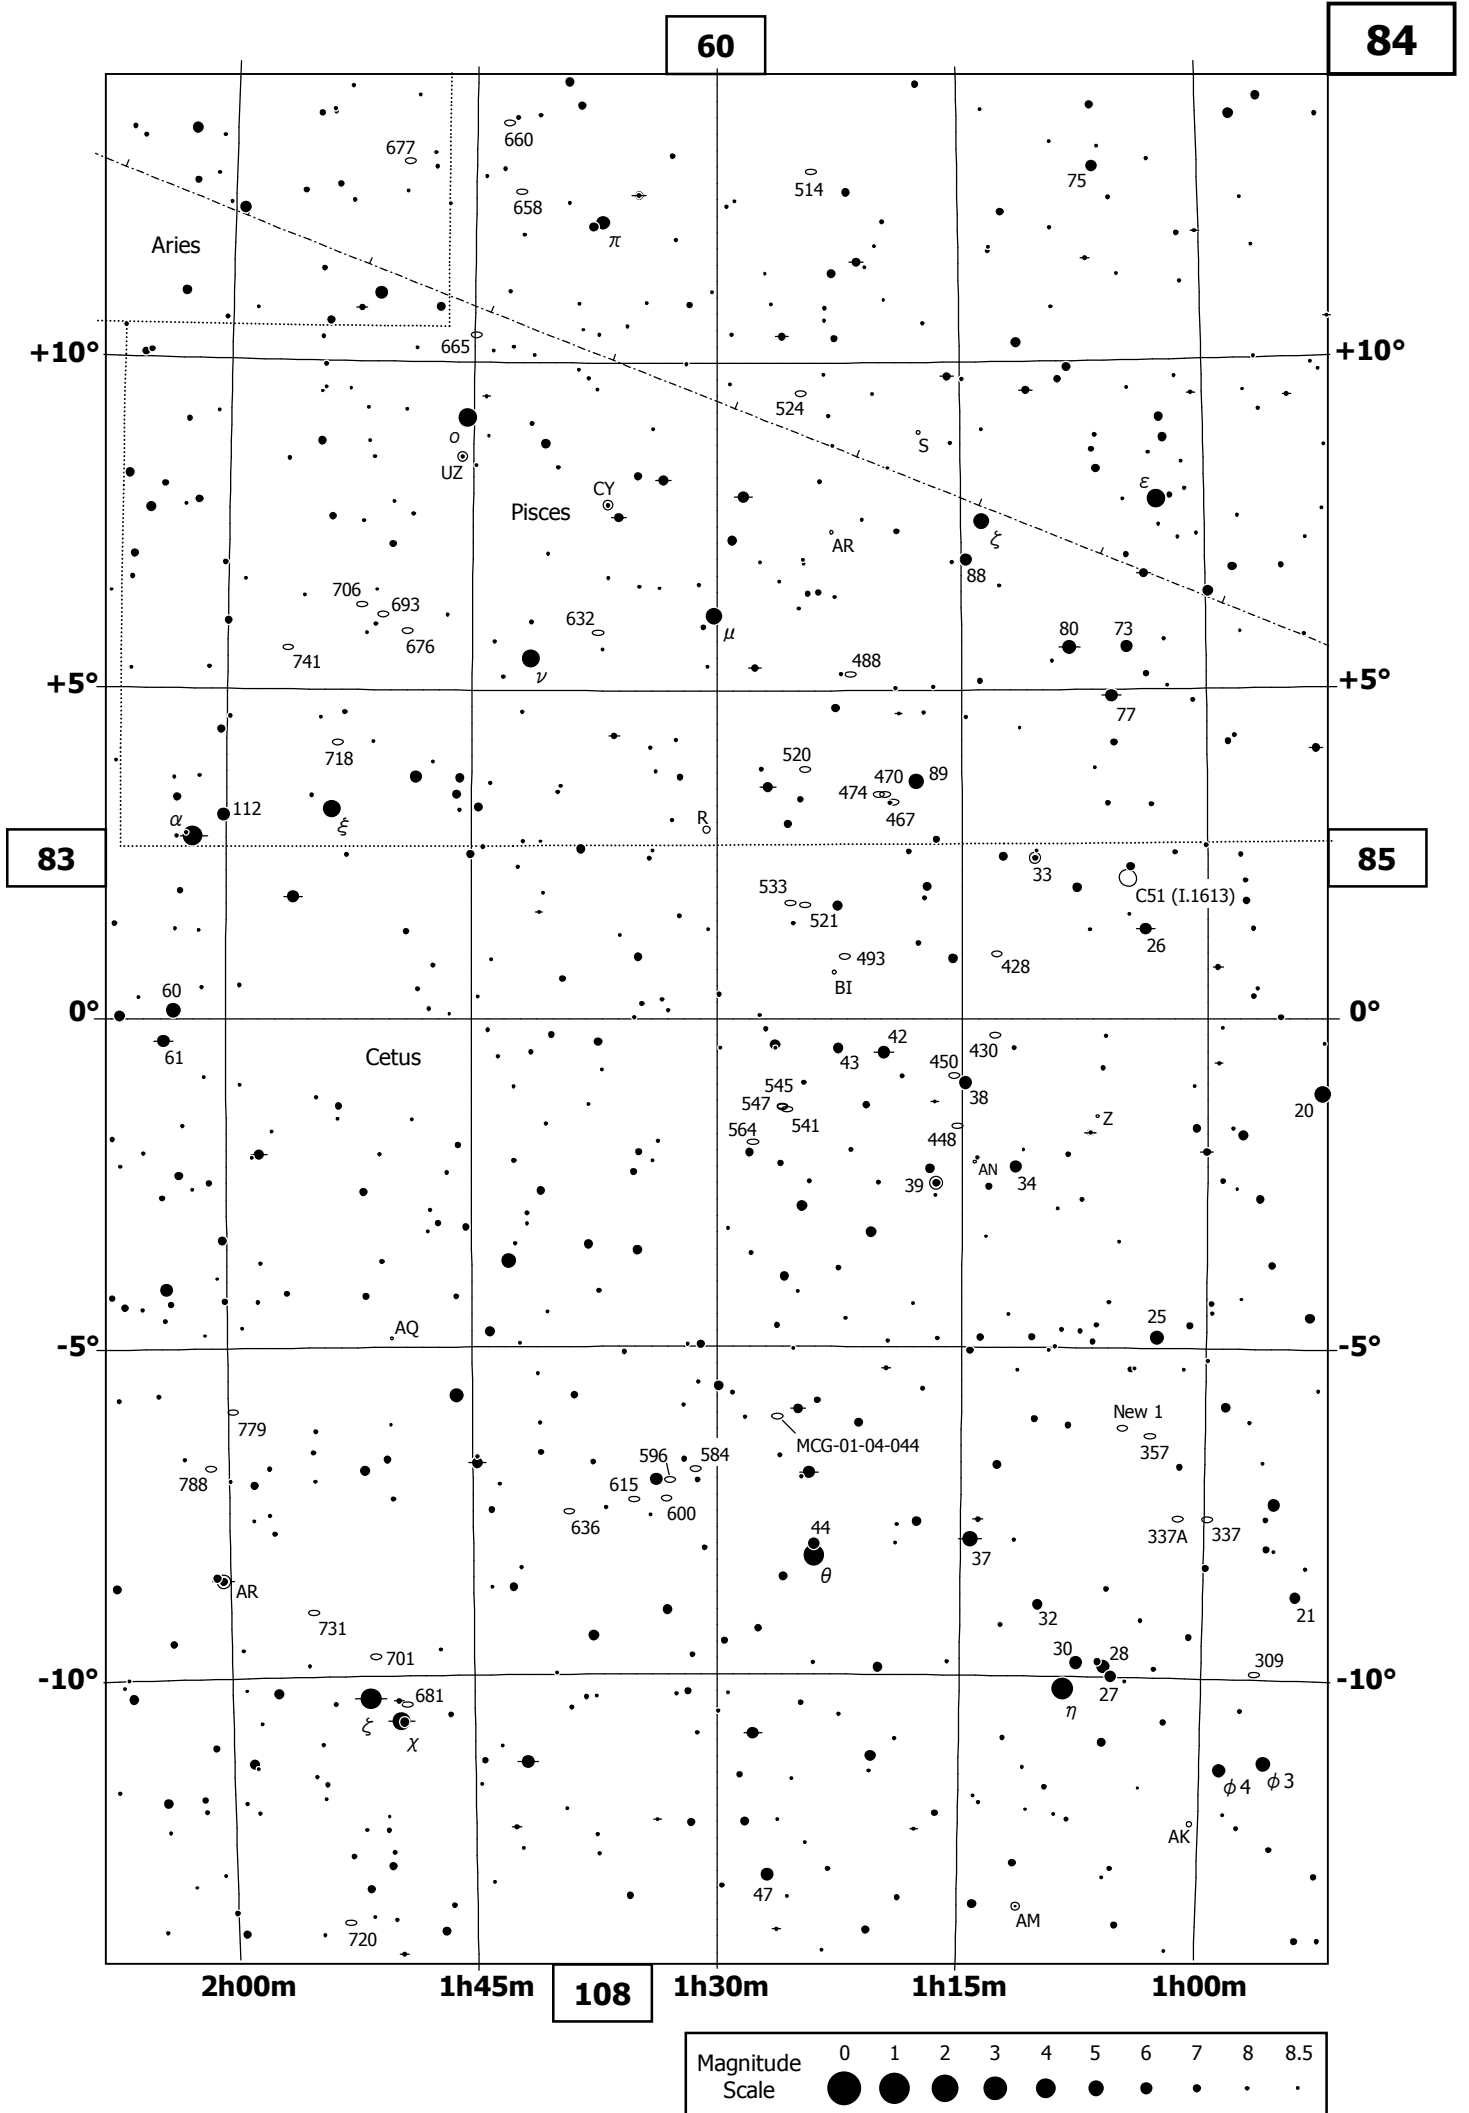 60
84
677
660
658
514
75
π
Aries
+10°
+10°
665
524
ο
S
UZ
CY
ε
Pisces
ζ
AR
88
706
693
632
μ
80
73
676
741
488
ν
+5°
+5°
77
718
520
470
89
474
112
467
α
ξ
R
83
85
33
533
C51 (I.1613)
521
26
493
428
60
BI
0°
0°
42
430
61
Cetus
43
450
545
38
547
20
541
Z
564
448
AN
39
34
25
AQ
-5°
-5°
New 1
779
MCG-01-04-044
357
596
584
788
615
600
636
44
337A
337
37
θ
AR
32
21
731
30
28
701
309
-10°
-10°
681
27
ζ
η
χ
φ 4
φ 3
AK
47
AM
720
2h00m
1h45m
108
1h30m
1h15m
1h00m
Magnitude Scale
0 1 2 3 4 5 6 7 8 8.5